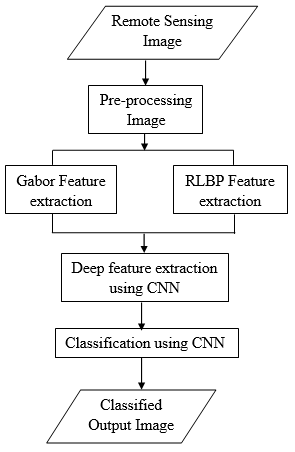 Remote Sensing
Image
Pre-processing
Image
Gabor Feature
extraction
RLBP Feature
extraction
Deep feature extraction
using CNN
Classification using CNN
Classified
Output Image